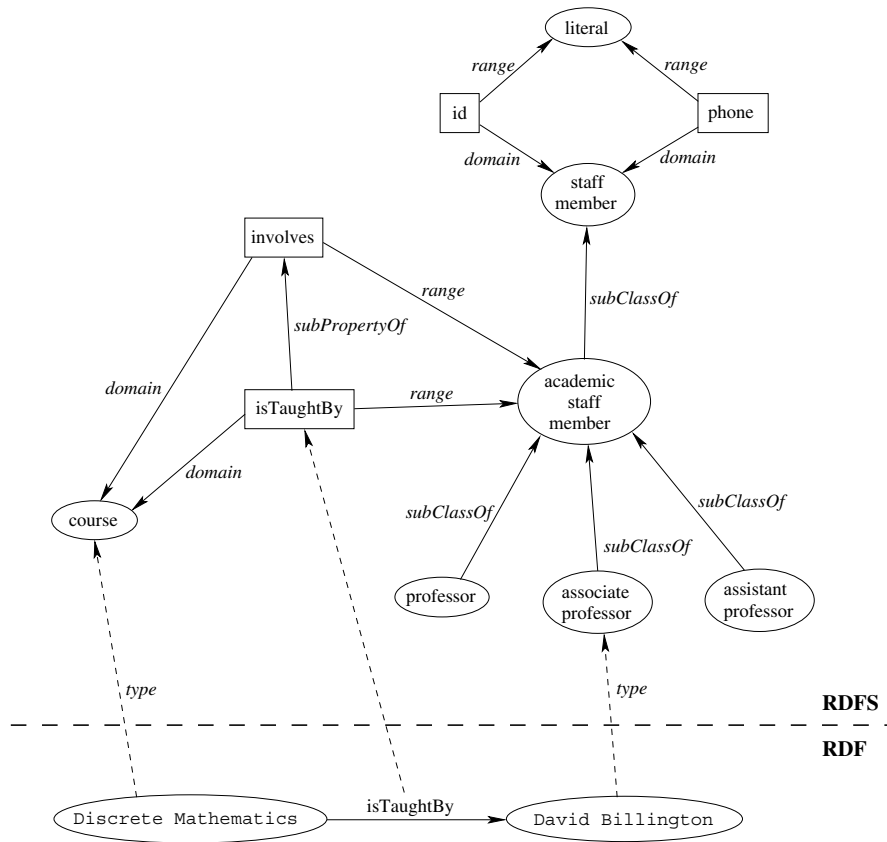 literal
range
range
id
phone
domain
domain
staff
member
involves
range
subClassOf
subPropertyOf
academic
staff
member
domain
range
isTaughtBy
domain
subClassOf
subClassOf
course
subClassOf
professor
associate
professor
assistant
professor
type
type
RDFS
RDF
isTaughtBy
Discrete Mathematics
David Billington